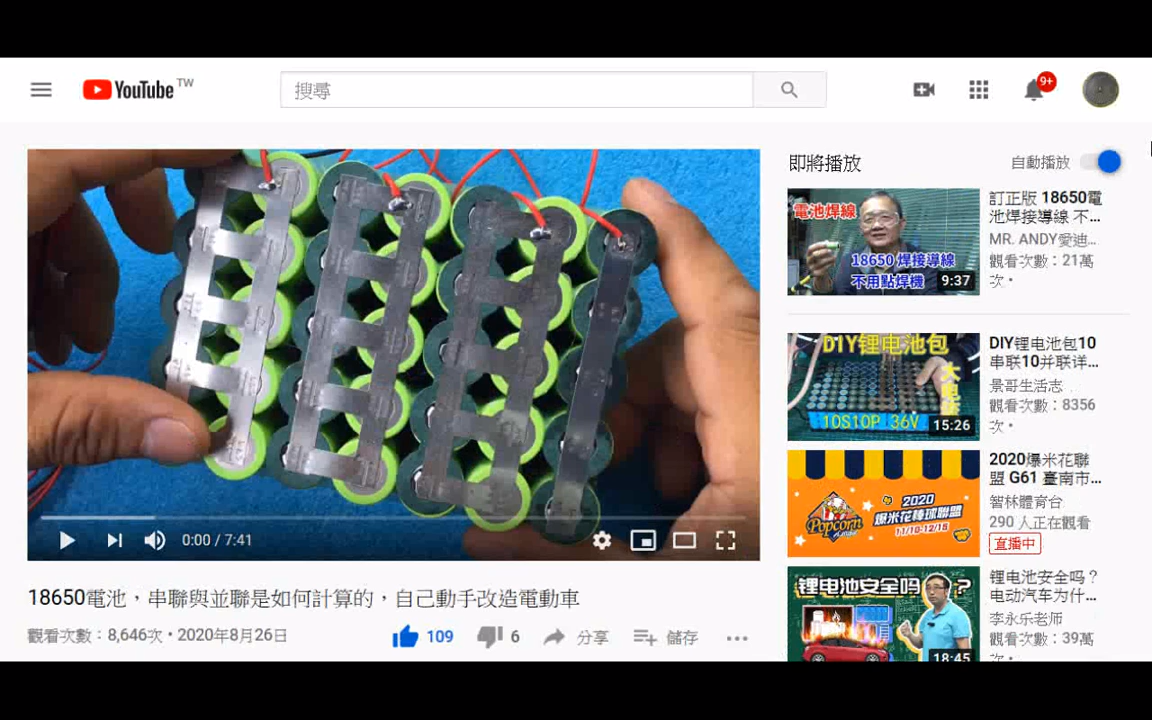 YouTube TW
搜尋
9+
即將播放
自動播放
電池焊線
18650 焊接導線
不用點焊機
9:37
訂正版 18650電
池焊接導線 不...
MR. ANDY愛迪...
觀看次數：21萬
次・
DIY锂电池包
10S10P 36V
15:26
DIY锂电池包10
串联10并联详...
景哥生活志
觀看次數：8356
次・
Popcorn
2020
爆米花棒球聯盟
11/10-12/18
2020爆米花聯
盟 G61 臺南市...
智林體育台
290 人正在觀看
直播中
锂电池安全吗？
18:45
锂电池安全吗？
电动汽车为什...
李永乐老师
觀看次數：39萬
次・
0:00 / 7:41
18650電池，串聯與並聯是如何計算的，自己動手改造電動車
觀看次數：8,646次・2020年8月26日
109
6
分享
儲存